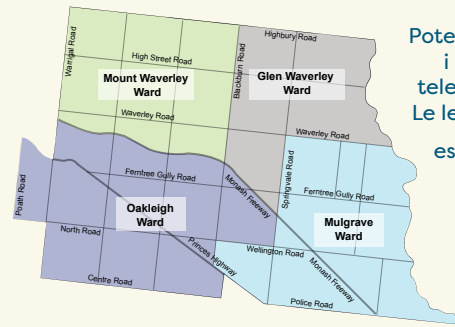 Highbury Road
Warrigal Road
High Street Road
Blackburn Road
Mount Waverley
Ward
Glen Waverley
Ward
Waverley Road
Waverley Road
Springvale Road
Ferntree Gully Road
Monash Freeway
Ferntree Gully Road
Poath Road
Oakleigh
Ward
Mulgrave
Ward
North Road
Princes Highway
Wellington Road
Monash Freeway
Centre Road
Police Road
Pote
i
tele
Le le
es